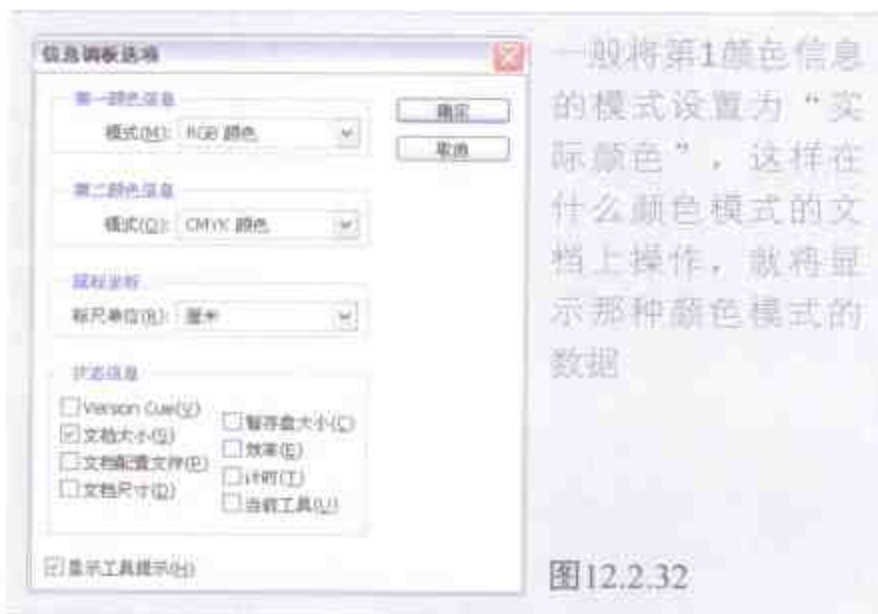 信息调板选项
第一颜色信息
模式(M): RGB 颜色
确定
取消
第二颜色信息
模式(O): CMYK 颜色
鼠标坐标
标尺单位(R): 厘米
状态信息
Version Cue(V)
文档大小(S)
文档配置文件(P)
文档尺寸(D)
暂存盘大小(C)
效率(E)
计时(T)
当前工具(U)
显示工具提示(H)
一般将第1颜色信息
的模式设置为“实
际颜色”，这样在
什么颜色模式的文
档上操作，就将显
示那种颜色模式的
数据
图12.2.32